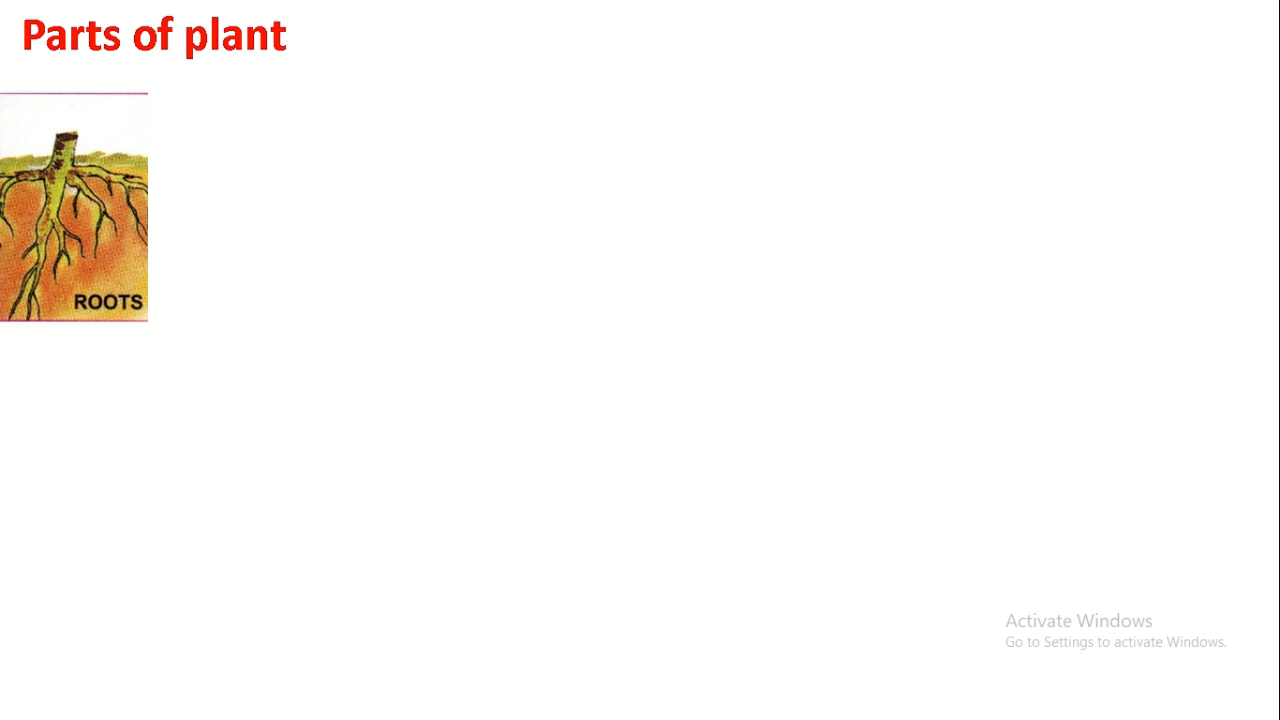 Parts of plant
ROOTS
Activate Windows
Go to Settings to activate Windows.